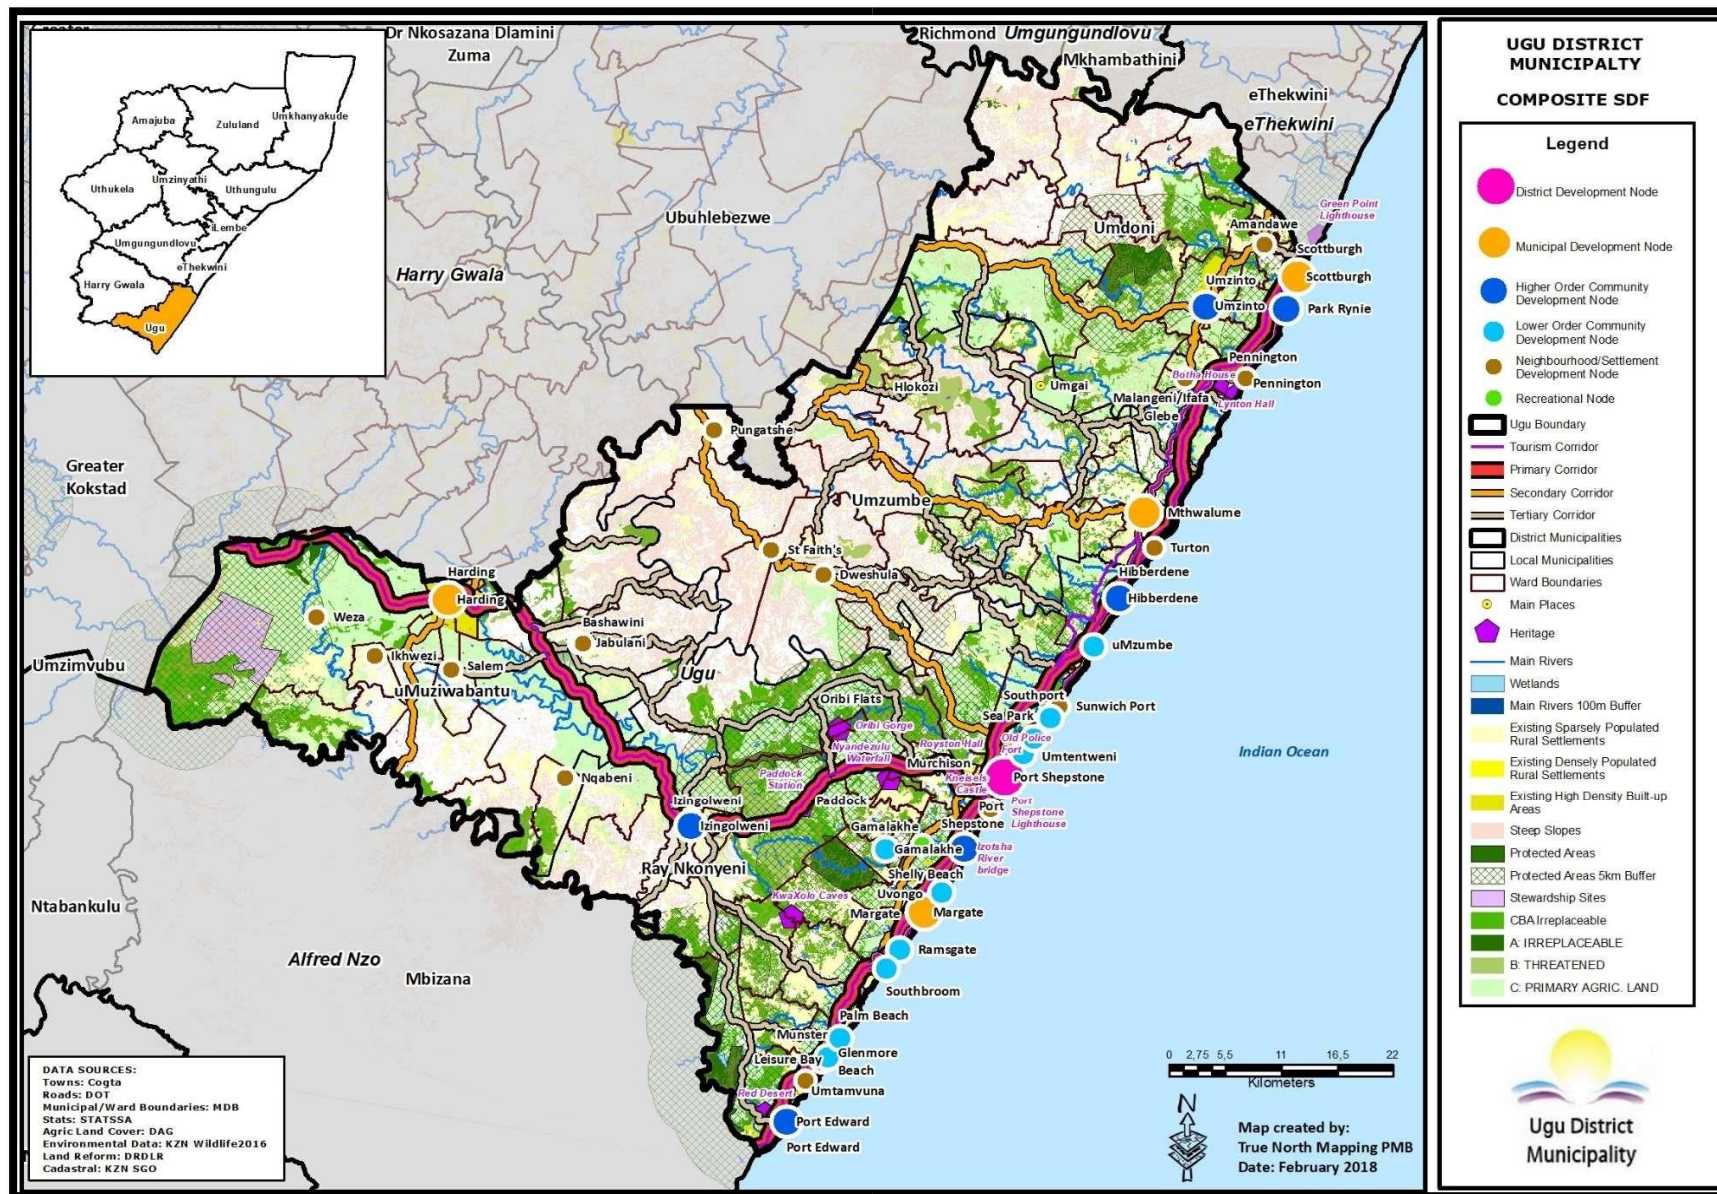 Dr Nkosazana Dlamini
Zuma
Richmond
Umgungundlovu
Mkhambathini
eThekwini
eThekwini
Amajuba
Zululand
Umkhanyakude
Uthukela
Umzinyathi
Uthungulu
iLembe
Umgungundlovu
eThekwini
Harry Gwala
Ugu
Ubuhlebezwe
Harry Gwala
Umdoni
Green Point
Lighthouse
Amandawe
Scottburgh
Scottburgh
Umzinto
Umzinto
Park Rynie
Pennington
Pennington
Botha House
Lynton Hall
Malangeni/Ifafa
Glebe
Hlokozi
Umgai
Pungatshe
Greater
Kokstad
Umzumbe
Mthwalume
St Faith's
Turton
Dweshula
Hibberdene
Hibberdene
Harding
Harding
Weza
Bashawini
Jabulani
Ikhwezi
Salem
uMuziwabantu
Umzimvubu
uMzumbe
Ugu
Oribi Flats
Southport
Sunwich Port
Sea Park
Oribi Gorge
Nyandezulu
Waterfall
Royston Hall
Old Police
Fort
Umtentweni
Murchison
Port Shepstone
Kneisels
Castle
Paddock
Station
Nqabeni
Paddock
Port
Shepstone
Port
Shepstone
Lighthouse
Izingolweni
Izingolweni
Gamalakhe
Gamalakhe
Izotsha
River
bridge
Ray Nkonyeni
Shelly Beach
Uvongo
KwaXolo Caves
Margate
Margate
Ntabankulu
Ramsgate
Alfred Nzo
Mbizana
Southbroom
Palm Beach
Munster
Glenmore
Beach
Leisure Bay
Umtamvuna
Red Desert
Port Edward
Port Edward
Indian Ocean
DATA SOURCES:
Towns: Cogta
Roads: DOT
Municipal/Ward Boundaries: MDB
Stats: STATSSA
Agric Land Cover: DAG
Environmental Data: KZN Wildlife2016
Land Reform: DRDLR
Cadastral: KZN SGO
0 2,75 5,5 11 16,5 22
Kilometers
N
Map created by:
True North Mapping PMB
Date: February 2018
UGU DISTRICT
MUNICIPALTY
COMPOSITE SDF
Legend
District Development Node
Municipal Development Node
Higher Order Community
Development Node
Lower Order Community
Development Node
Neighbourhood/Settlement
Development Node
Recreational Node
Ugu Boundary
Tourism Corridor
Primary Corridor
Secondary Corridor
Tertiary Corridor
District Municipalities
Local Municipalities
Ward Boundaries
Main Places
Heritage
Main Rivers
Wetlands
Main Rivers 100m Buffer
Existing Sparsely Populated
Rural Settlements
Existing Densely Populated
Rural Settlements
Existing High Density Built-up
Areas
Steep Slopes
Protected Areas
Protected Areas 5km Buffer
Stewardship Sites
CBA Irreplaceable
A: IRREPLACEABLE
B: THREATENED
C: PRIMARY AGRIC. LAND
Ugu District
Municipality